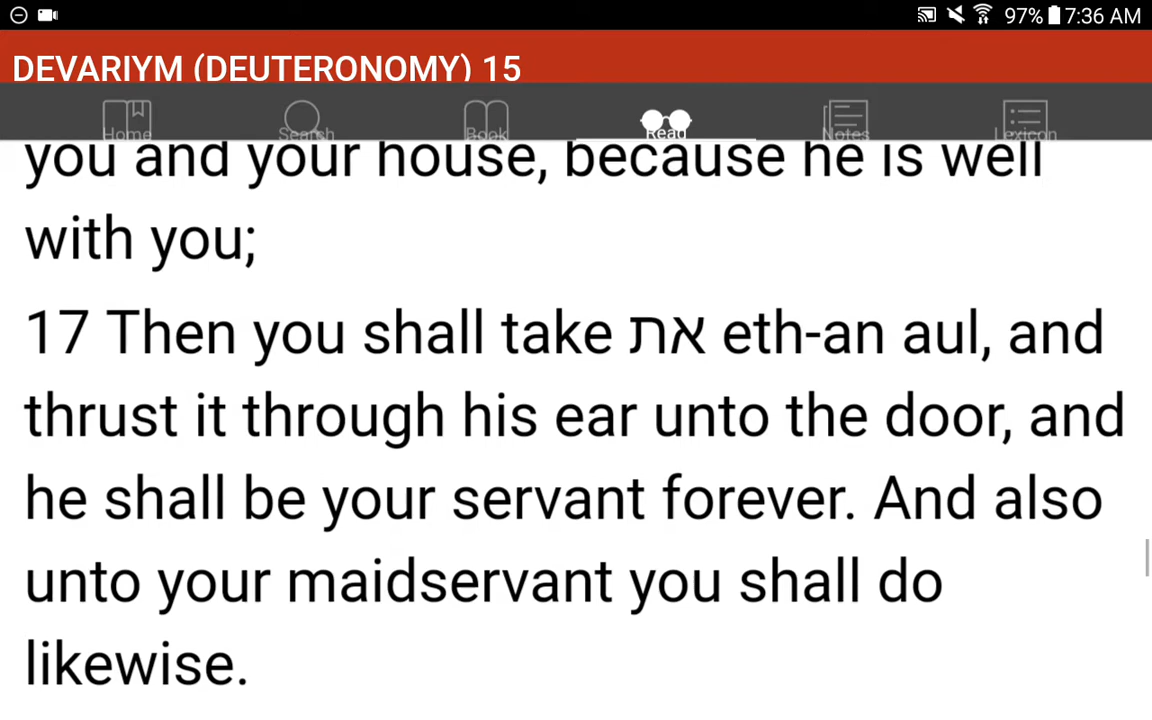 97% 7:36 AM
DEVARIYM (DEUTERONOMY) 15
Home Search Book Read Notes Lexicon
you and your house, because he is well
with you;
17 Then you shall take את eth-an aul, and
thrust it through his ear unto the door, and
he shall be your servant forever. And also
unto your maidservant you shall do
likewise.